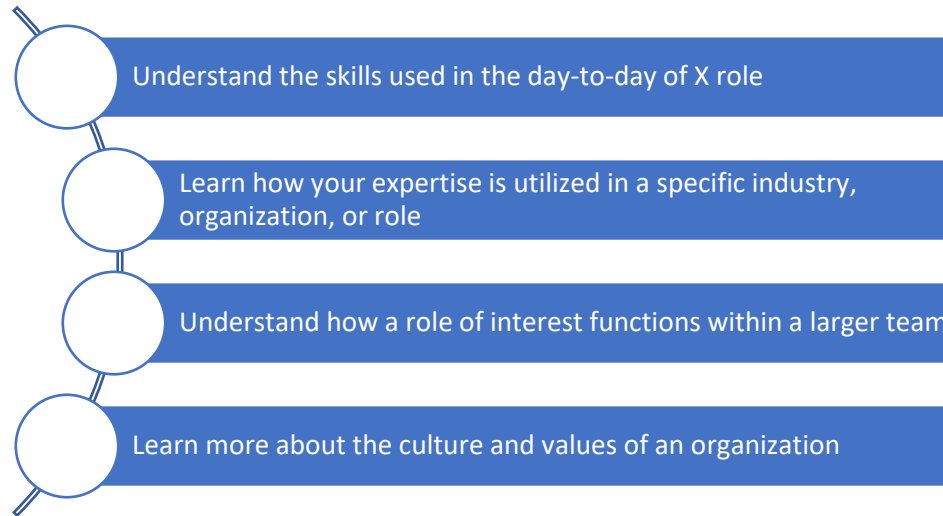 Understand the skills used in the day-to-day of X role
Learn how your expertise is utilized in a specific industry,
organization, or role
Understand how a role of interest functions within a larger team
Learn more about the culture and values of an organization